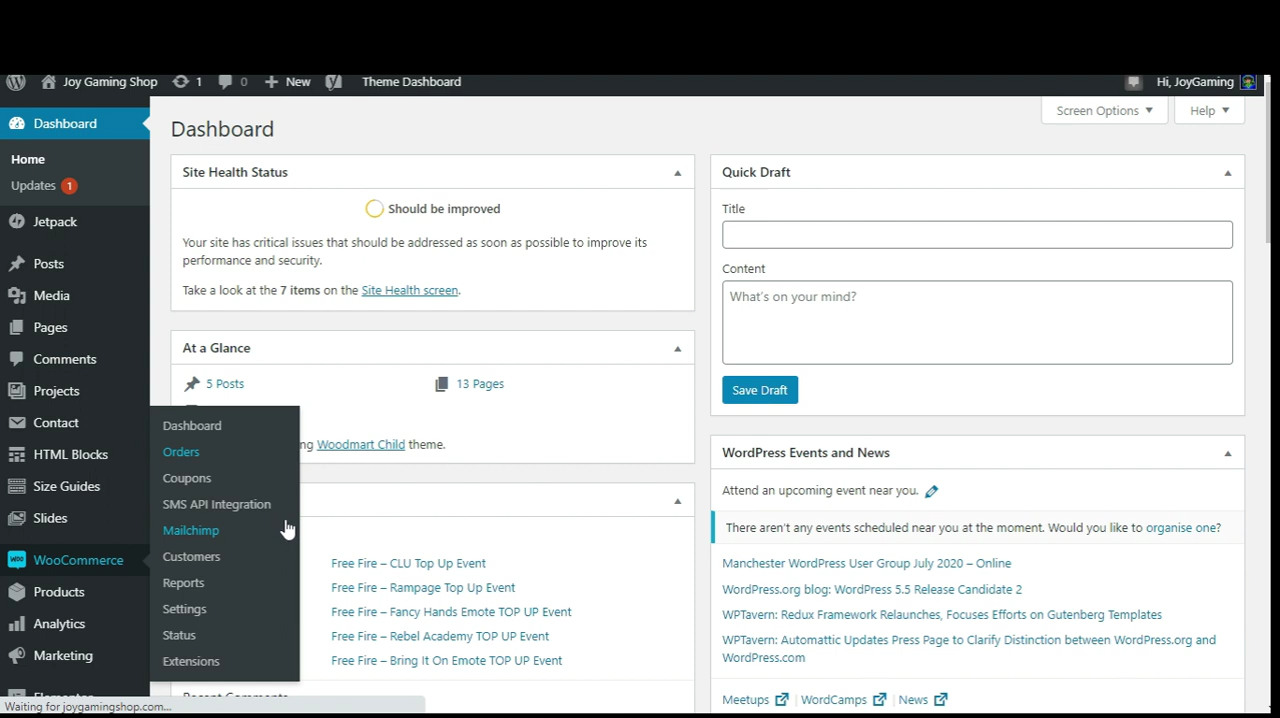 Joy Gaming Shop 1 0 New Theme Dashboard Hi, JoyGaming
Screen Options Help
Dashboard
Home
Updates 1
Jetpack
Posts
Media
Pages
Comments
Projects
Contact
HTML Blocks
Size Guides
Slides
WooCommerce
Products
Analytics
Marketing
Dashboard
Orders
Coupons
SMS API Integration
Mailchimp
Customers
Reports
Settings
Status
Extensions
Dashboard
Site Health Status
Should be improved
Your site has critical issues that should be addressed as soon as possible to improve its
performance and security.
Take a look at the 7 items on the Site Health screen.
At a Glance
5 Posts 13 Pages
Woodmart Child theme.
Free Fire – CLU Top Up Event
Free Fire – Rampage Top Up Event
Free Fire – Fancy Hands Emote TOP UP Event
Free Fire – Rebel Academy TOP UP Event
Free Fire – Bring It On Emote TOP UP Event
Recent Comments
Quick Draft
Title
Content
What's on your mind?
Save Draft
WordPress Events and News
Attend an upcoming event near you.
There aren't any events scheduled near you at the moment. Would you like to organise one?
Manchester WordPress User Group July 2020 – Online
WordPress.org blog: WordPress 5.5 Release Candidate 2
WPTavern: Redux Framework Relaunches, Focuses Efforts on Gutenberg Templates
WPTavern: Automattic Updates Press Page to Clarify Distinction between WordPress.org and
WordPress.com
Meetups | WordCamps | News
Waiting for joygamingshop.com...